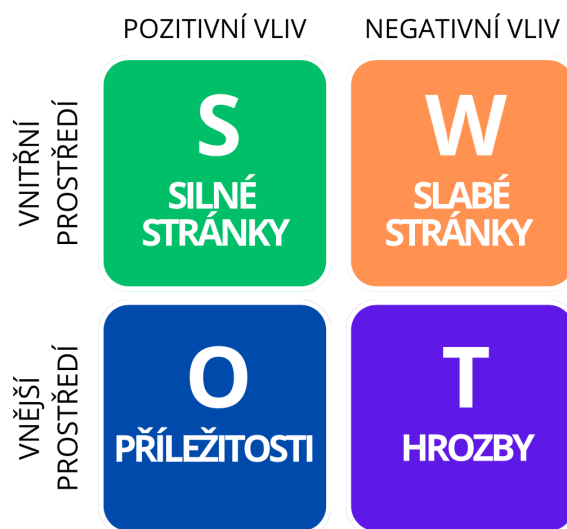 POZITIVNÍ VLIV
NEGATIVNÍ VLIV
VNITŘNÍ
PROSTŘEDÍ
S
SILNÉ
STRÁNKY
W
SLABÉ
STRÁNKY
VNĚJŠÍ
PROSTŘEDÍ
O
PŘÍLEŽITOSTI
T
HROZBY